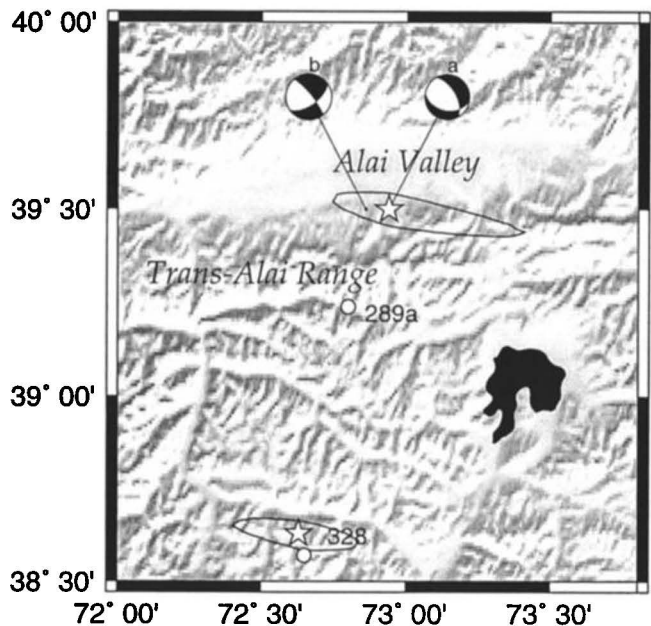 40° 00'
b
a
Alai Valley
39° 30'
Trans-Alai Range
289a
39° 00'
328
38° 30'
72° 00'
72° 30'
73° 00'
73° 30'